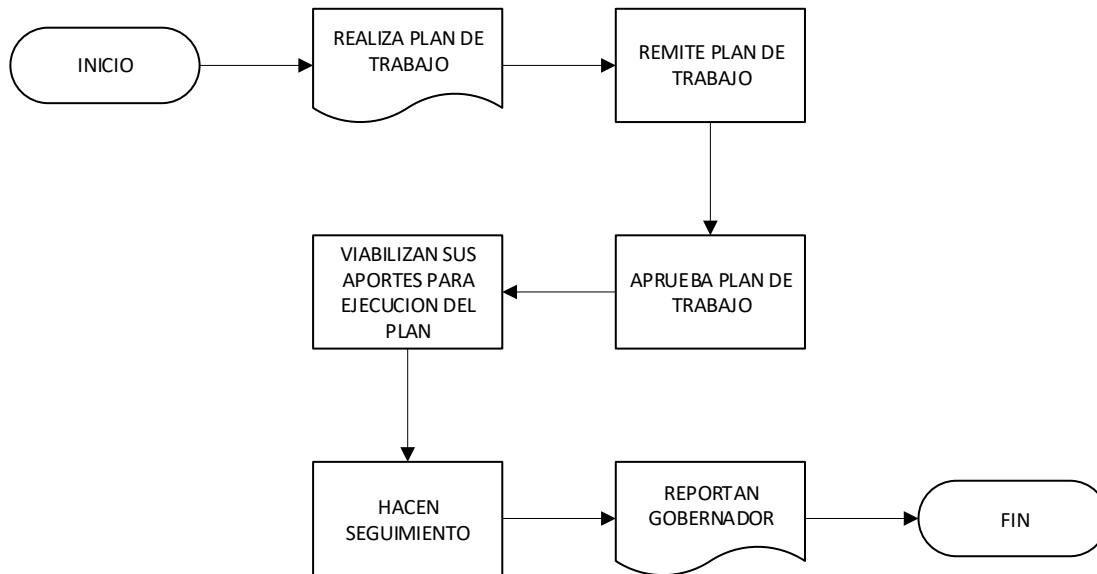 INICIO
REALIZA PLAN DE
TRABAJO
REMITE PLAN DE
TRABAJO
APRUEBA PLAN DE
TRABAJO
VIABILIZAN SUS
APORTES PARA
EJECUCION DEL
PLAN
HACEN
SEGUIMIENTO
REPORTAN
GOBERNADOR
FIN